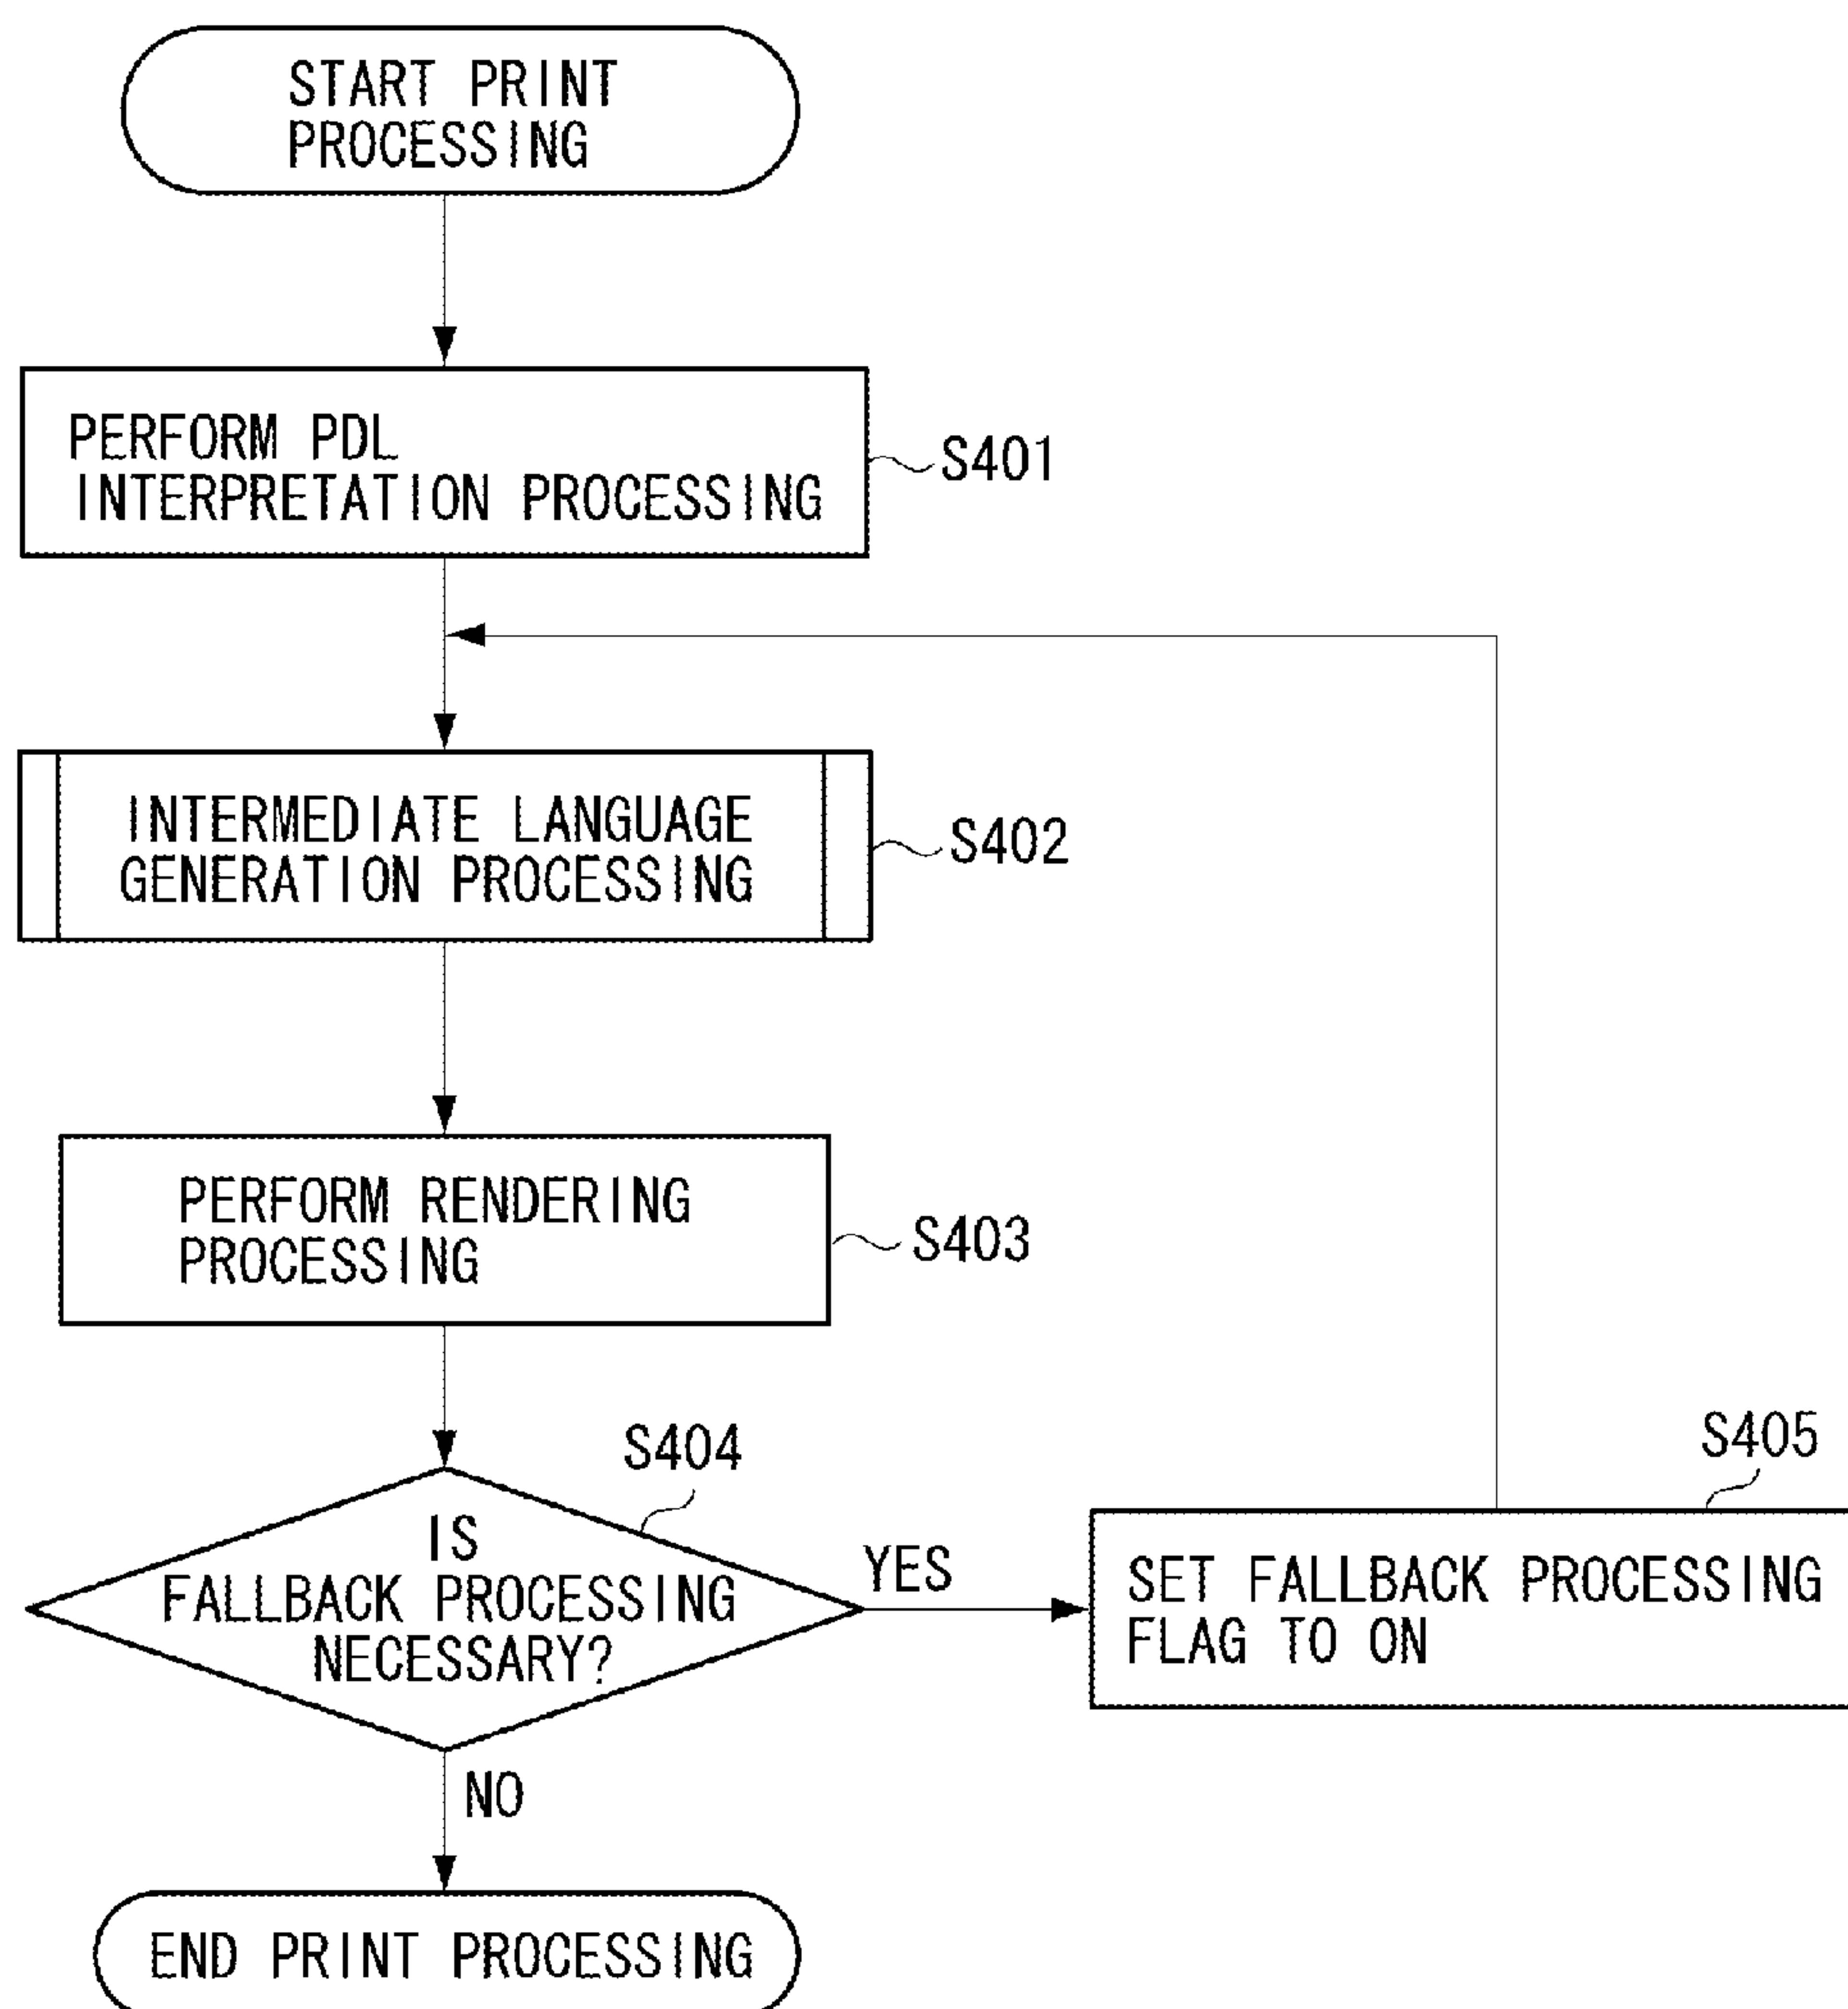 START PRINT
PROCESSING
PERFORM PDL
INTERPRETATION PROCESSING
S401
INTERMEDIATE LANGUAGE
GENERATION PROCESSING
S402
PERFORM RENDERING
PROCESSING
S403
S404
IS
FALLBACK PROCESSING
NECESSARY?
YES
S405
SET FALLBACK PROCESSING
FLAG TO ON
NO
END PRINT PROCESSING